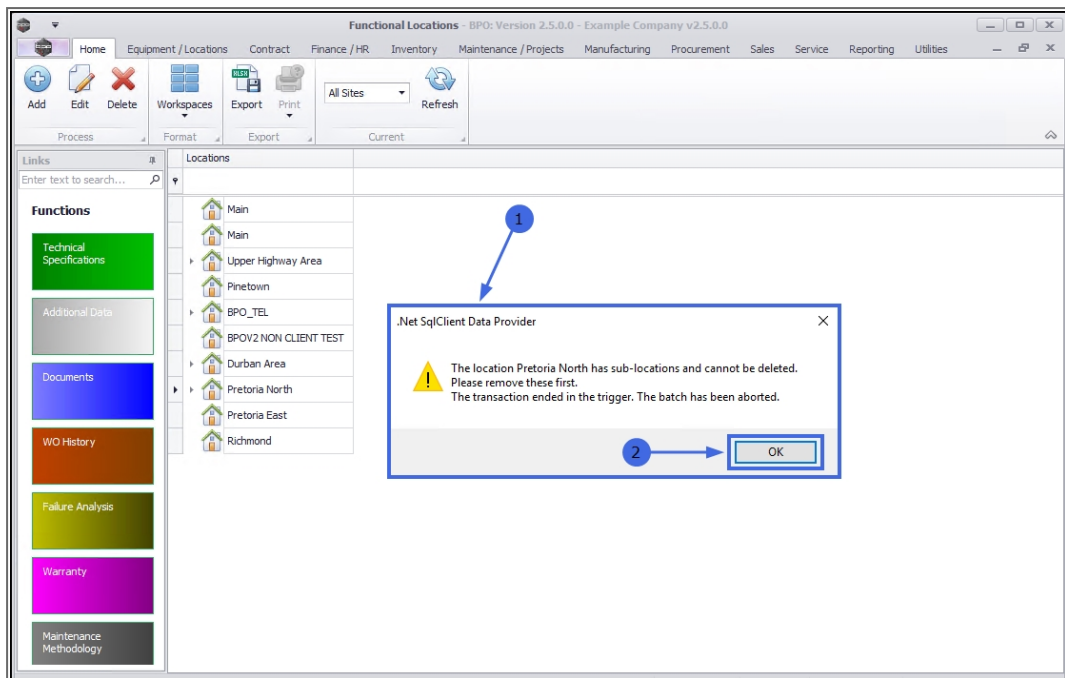 Functional Locations - BPO: Version 2.5.0.0 - Example Company v2.5.0.0
Home Equipment / Locations Contract Finance / HR Inventory Maintenance / Projects Manufacturing Procurement Sales Service Reporting Utilities
XLSX
All Sites
Add Edit Delete Workspaces Export Print Refresh
Process Format Export Current
Links
Enter text to search...
Functions
Technical
Specifications
Additional Data
Documents
WO History
Failure Analysis
Warranty
Maintenance
Methodology
Locations
Main
Main
Upper Highway Area
Pinetown
BPO_TEL
BPOV2 NON CLIENT TEST
Durban Area
Pretoria North
Pretoria East
Richmond
1
.Net SqlClient Data Provider
The location Pretoria North has sub-locations and cannot be deleted.
Please remove these first.
The transaction ended in the trigger. The batch has been aborted.
2
OK